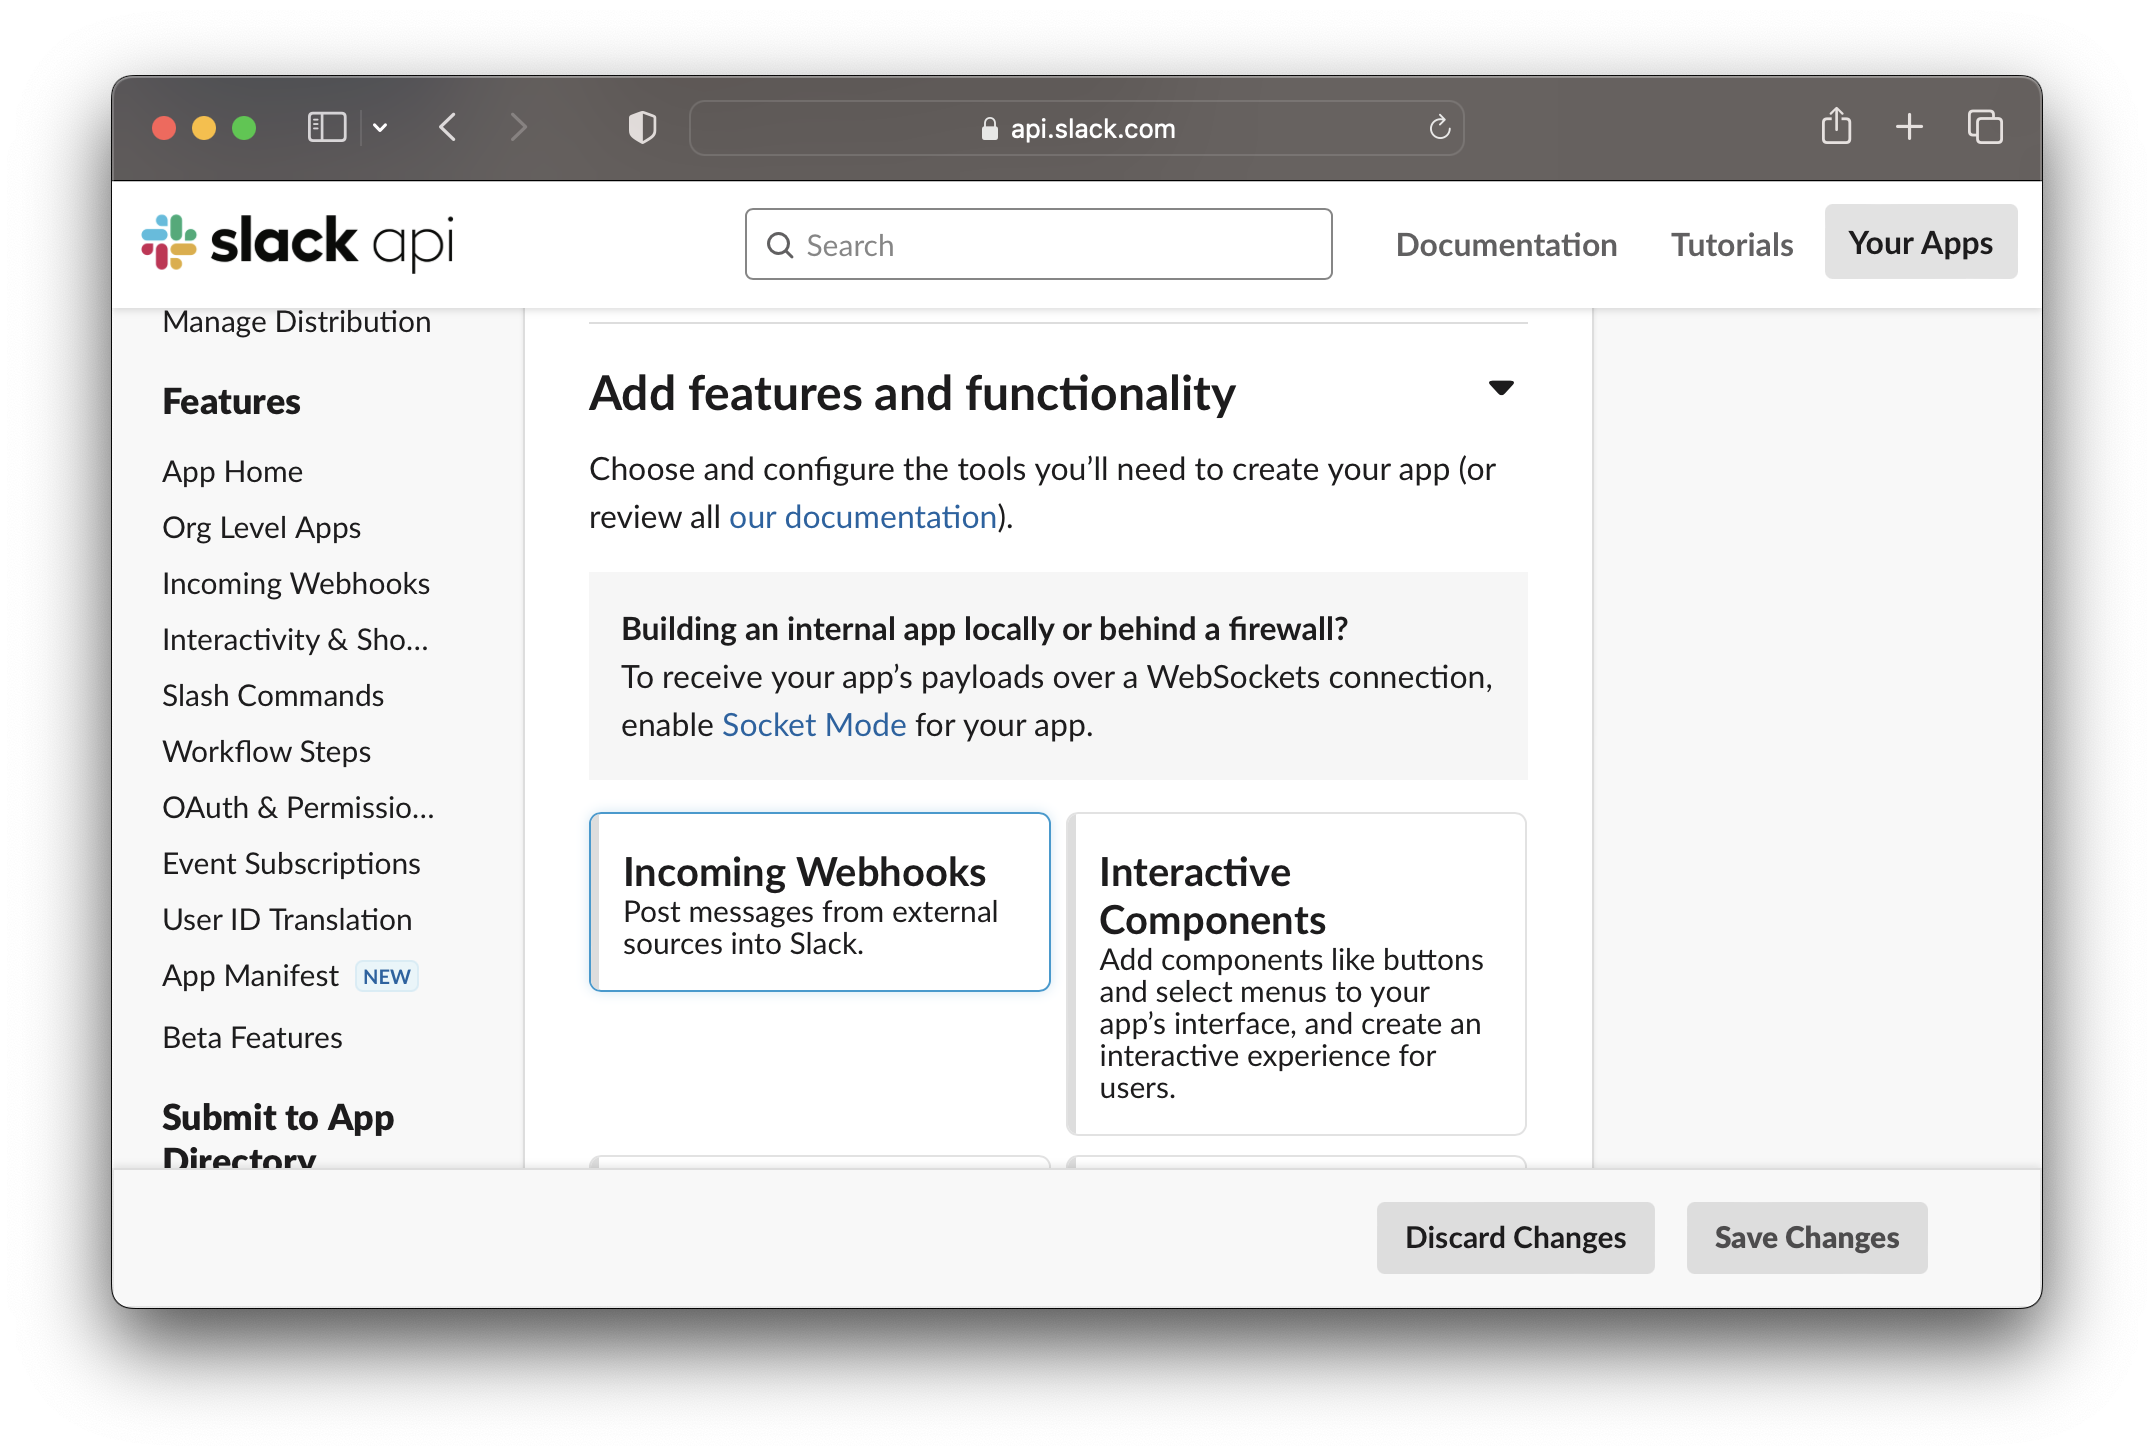 api.slack.com
slack api
Search
Documentation
Tutorials
Your Apps
Manage Distribution
Features
App Home
Org Level Apps
Incoming Webhooks
Interactivity & Sho...
Slash Commands
Workflow Steps
OAuth & Permissio...
Event Subscriptions
User ID Translation
App Manifest NEW
Beta Features
Submit to App
Directory
Add features and functionality
Choose and configure the tools you’ll need to create your app (or
review all our documentation).
Building an internal app locally or behind a firewall?
To receive your app’s payloads over a WebSockets connection,
enable Socket Mode for your app.
Incoming Webhooks
Post messages from external
sources into Slack.
Interactive
Components
Add components like buttons
and select menus to your
app’s interface, and create an
interactive experience for
users.
Discard Changes
Save Changes